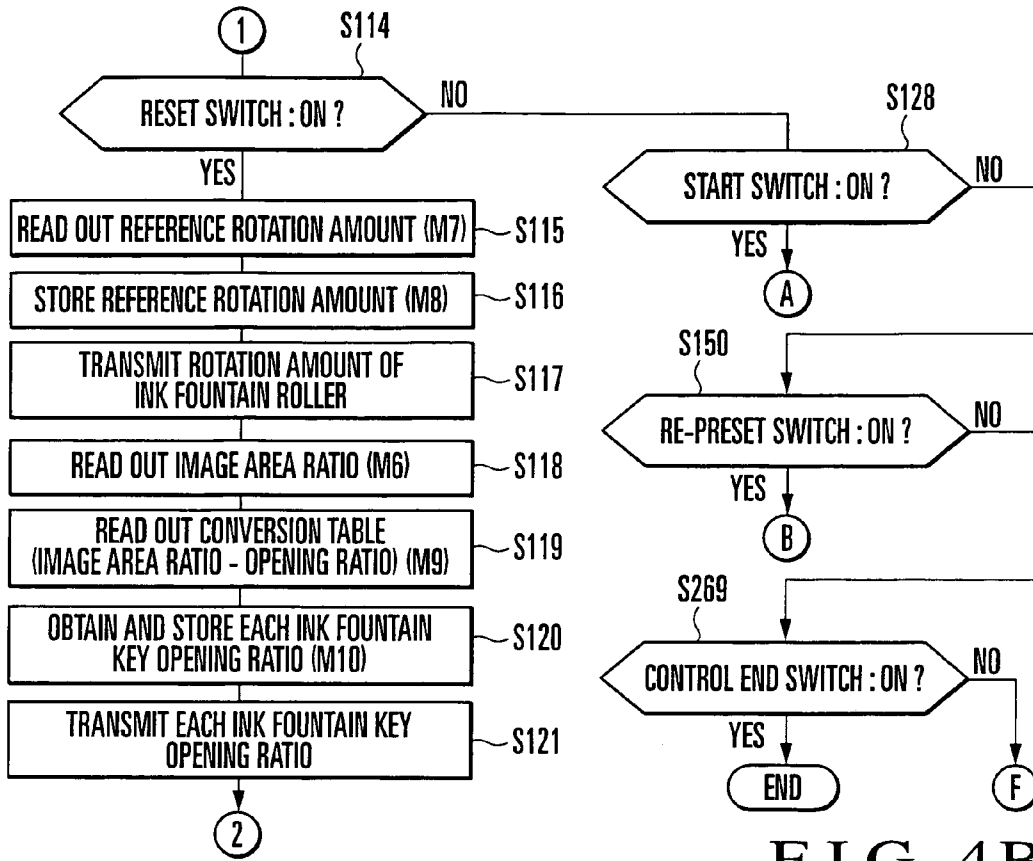 1
S114
RESET SWITCH : ON ?
NO
YES
READ OUT REFERENCE ROTATION AMOUNT (M7)
S115
STORE REFERENCE ROTATION AMOUNT (M8)
S116
TRANSMIT ROTATION AMOUNT OF
INK FOUNTAIN ROLLER
S117
READ OUT IMAGE AREA RATIO (M6)
S118
READ OUT CONVERSION TABLE
(IMAGE AREA RATIO - OPENING RATIO) (M9)
S119
OBTAIN AND STORE EACH INK FOUNTAIN
KEY OPENING RATIO (M10)
S120
TRANSMIT EACH INK FOUNTAIN KEY
OPENING RATIO
S121
2
S128
START SWITCH : ON ?
NO
YES
A
S150
RE-PRESET SWITCH : ON ?
NO
YES
B
S269
CONTROL END SWITCH : ON ?
NO
YES
END
F
FIG. 4B